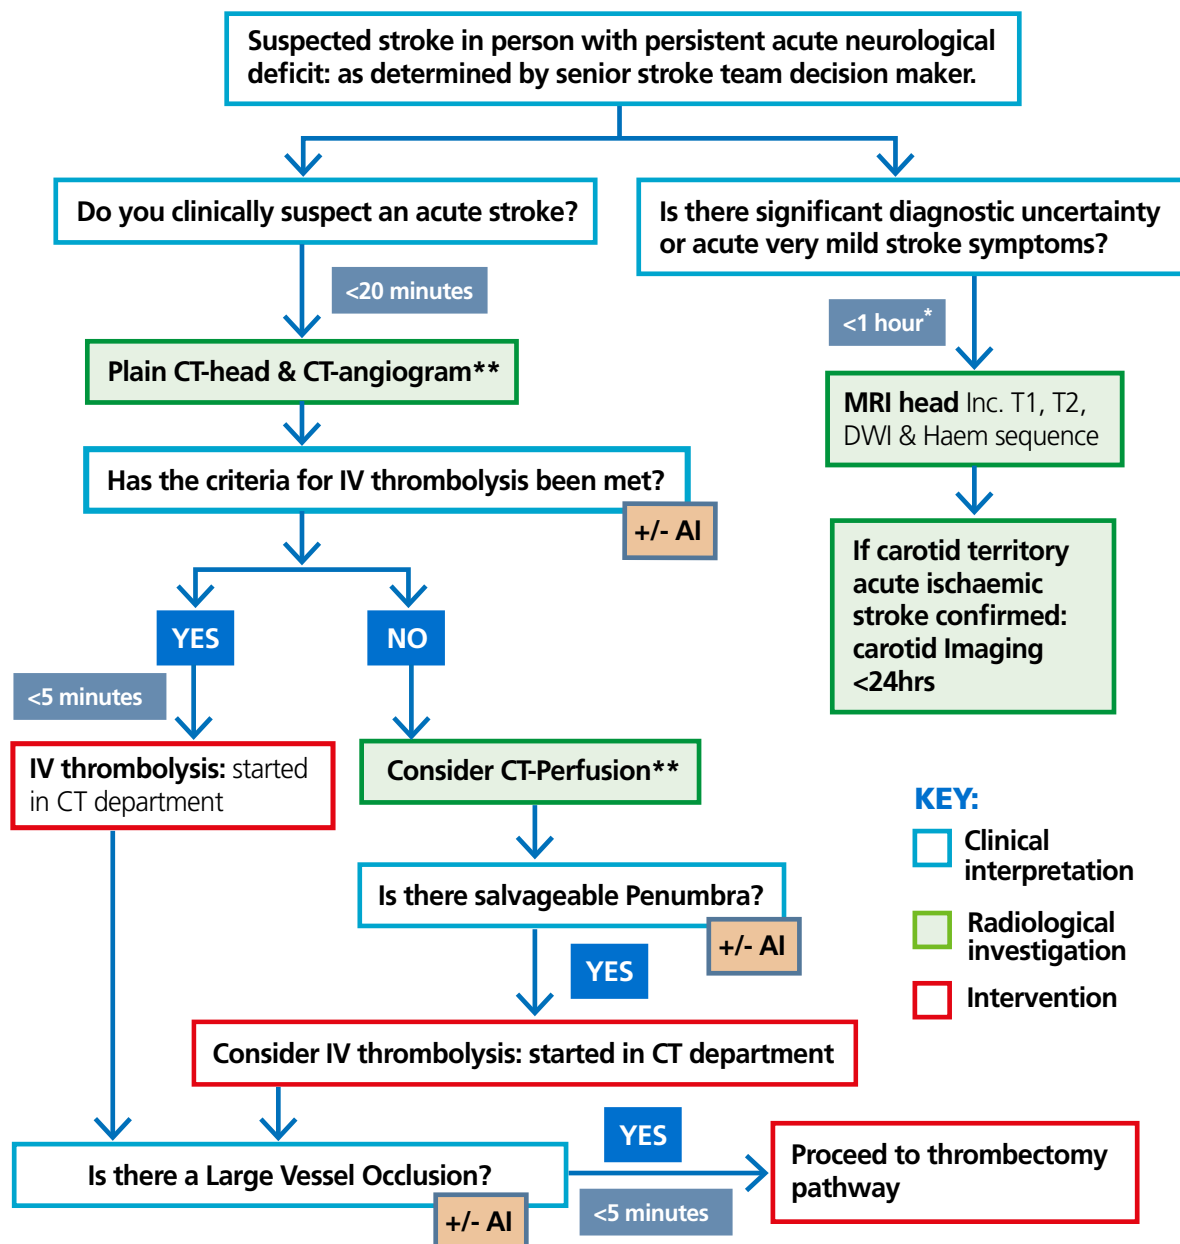 Suspected stroke in person with persistent acute neurological
deficit: as determined by senior stroke team decision maker.
Do you clinically suspect an acute stroke?
Is there significant diagnostic uncertainty
or acute very mild stroke symptoms?
<20 minutes
<1 hour*
Plain CT-head & CT-angiogram**
MRI head Inc. T1, T2,
DWI & Haem sequence
Has the criteria for IV thrombolysis been met?
+/- AI
If carotid territory
acute ischaemic
stroke confirmed:
carotid Imaging
<24hrs
YES
NO
<5 minutes
IV thrombolysis: started
in CT department
Consider CT-Perfusion**
Is there salvageable Penumbra?
+/- AI
YES
Consider IV thrombolysis: started in CT department
Is there a Large Vessel Occlusion?
+/- AI
YES
<5 minutes
Proceed to thrombectomy
pathway
KEY:
Clinical
interpretation
Radiological
investigation
Intervention